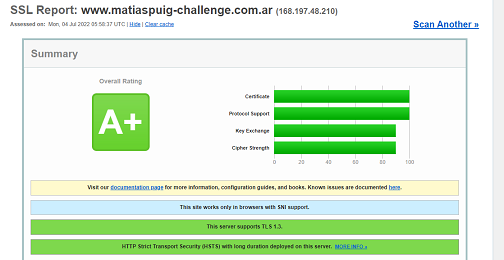 SSL Report: www.matiaspuig-challenge.com.ar (168.197.48.210)
Assessed on: Mon, 04 Jul 2022 05:58:37 UTC | Hide | Clear cache
Scan Another »
Summary
Overall Rating
A+
Certificate
Protocol Support
Key Exchange
Cipher Strength
0 20 40 60 80 100
Visit our documentation page for more information, configuration guides, and books. Known issues are documented here.
This site works only in browsers with SNI support.
This server supports TLS 1.3.
HTTP Strict Transport Security (HSTS) with long duration deployed on this server. MORE INFO »